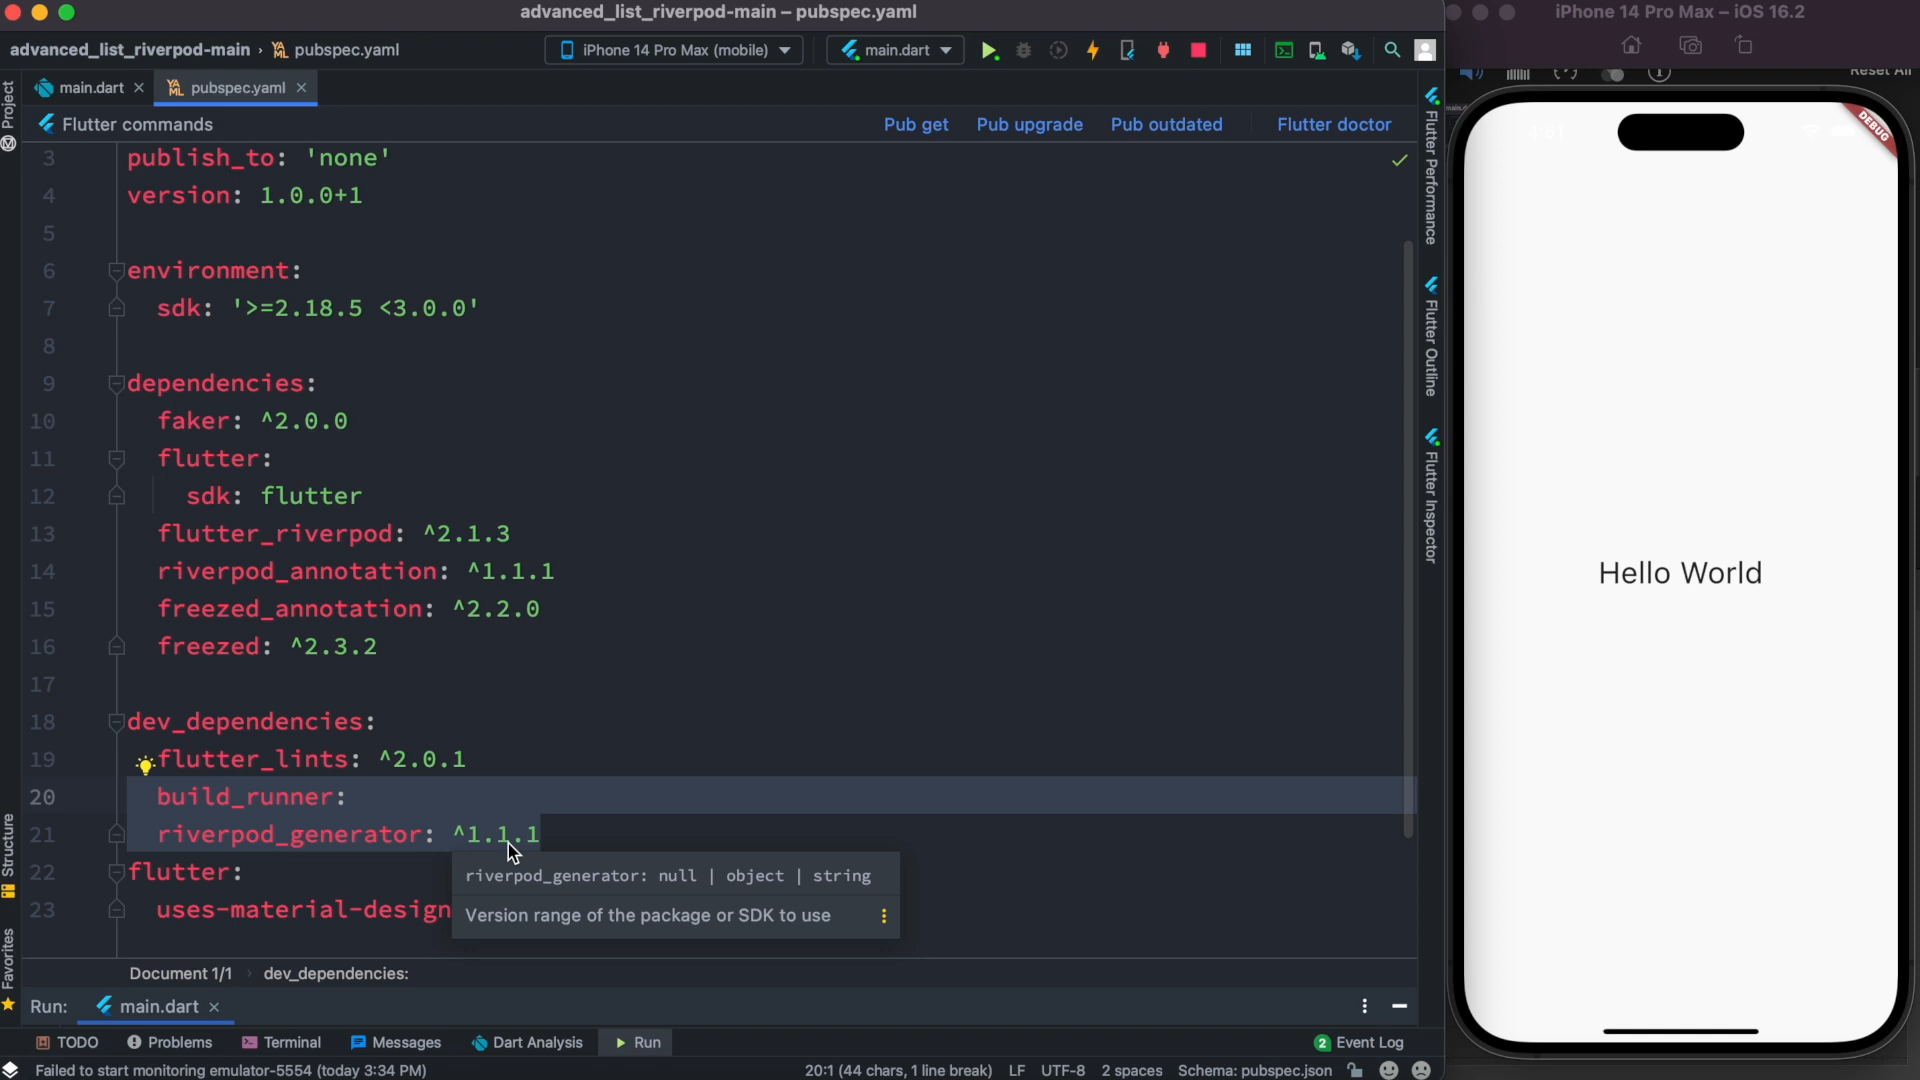 advanced_list_riverpod-main – pubspec.yaml
iPhone 14 Pro Max – iOS 16.2
advanced_list_riverpod-main › pubspec.yaml
iPhone 14 Pro Max (mobile)
main.dart
Reset All
main.dart
pubspec.yaml
Flutter commands
Pub get
Pub upgrade
Pub outdated
Flutter doctor
3 publish_to: 'none'
4 version: 1.0.0+1
5
6 environment:
7 sdk: '>=2.18.5 <3.0.0'
8
9 dependencies:
10 faker: ^2.0.0
11 flutter:
12 sdk: flutter
13 flutter_riverpod: ^2.1.3
14 riverpod_annotation: ^1.1.1
15 freezed_annotation: ^2.2.0
16 freezed: ^2.3.2
17
18 dev_dependencies:
19 flutter_lints: ^2.0.1
20 build_runner:
21 riverpod_generator: ^1.1.1
22 flutter:
23 uses-material-design
riverpod_generator: null | object | string
Version range of the package or SDK to use
Document 1/1 › dev_dependencies:
Run: main.dart
TODO
Problems
Terminal
Messages
Dart Analysis
Run
2 Event Log
Failed to start monitoring emulator-5554 (today 3:34 PM)
20:1 (44 chars, 1 line break)
LF
UTF-8
2 spaces
Schema: pubspec.json
Project
Structure
Favorites
Flutter Performance
Flutter Outline
Flutter Inspector
DEBUG
Hello World